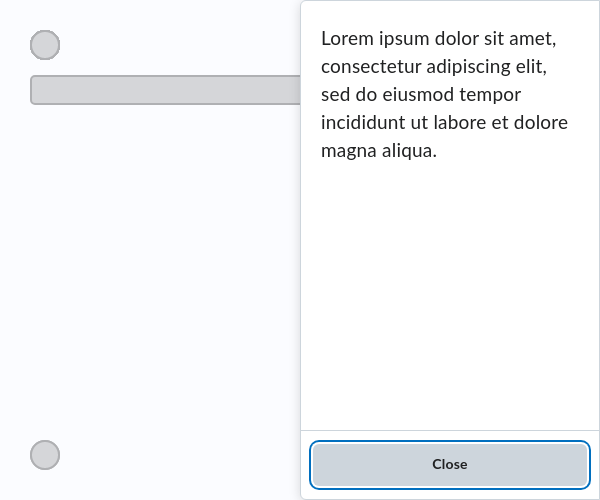 Lorem ipsum dolor sit amet,
consectetur adipiscing elit,
sed do eiusmod tempor
incididunt ut labore et dolore
magna aliqua.
Close